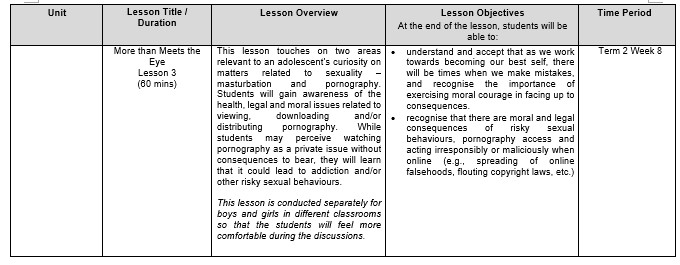 Unit
Lesson Title /
Duration
Lesson Overview
Lesson Objectives
At the end of the lesson, students will be
able to:
Time Period
More than Meets the
Eye
Lesson 3
(60 mins)
This lesson touches on two areas
relevant to an adolescent's curiosity on
matters related to sexuality –
masturbation and pornography.
Students will gain awareness of the
health, legal and moral issues related to
viewing, downloading and/or
distributing pornography. While
students may perceive watching
pornography as a private issue without
consequences to bear, they will learn
that it could lead to addiction and/or
other risky sexual behaviours.
This lesson is conducted separately for
boys and girls in different classrooms
so that the students will feel more
comfortable during the discussions.
• understand and accept that as we work
towards becoming our best self, there
will be times when we make mistakes,
and recognise the importance of
exercising moral courage in facing up to
consequences.
• recognise that there are moral and legal
consequences of risky sexual
behaviours, pornography access and
acting irresponsibly or maliciously when
online (e.g., spreading of online
falsehoods, flouting copyright laws, etc.)
Term 2 Week 8